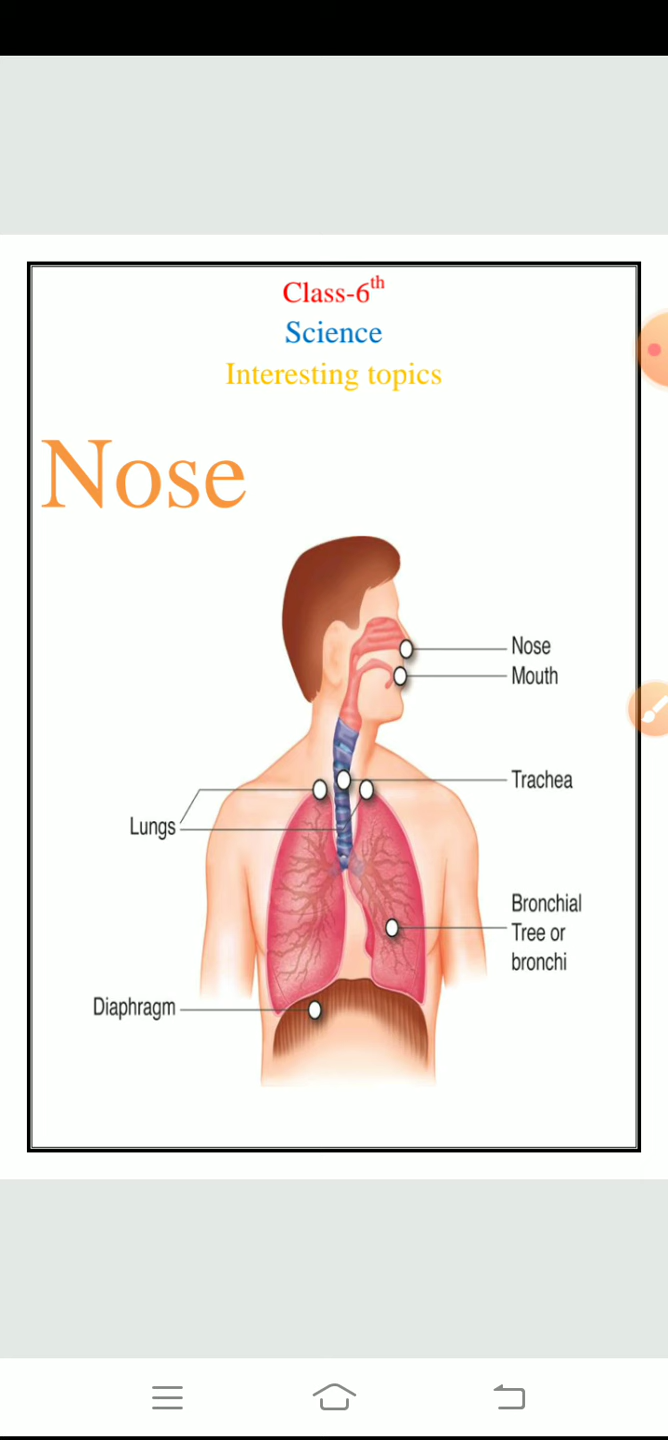 Class-6th
Science
Interesting topics
Nose
Nose
Mouth
Trachea
Lungs
Bronchial
Tree or
bronchi
Diaphragm